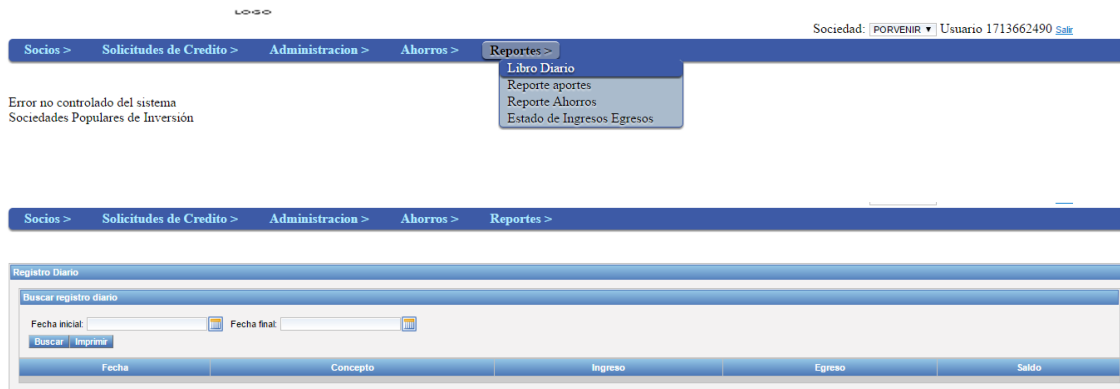 LOGO
Sociedad: PORVENIR Usuario 1713662490 Salir
Socios > Solicitudes de Credito > Administracion > Ahorros > Reportes >
Libro Diario
Reporte aportes
Reporte Ahorros
Estado de Ingresos Egresos
Error no controlado del sistema
Sociedades Populares de Inversión
Socios > Solicitudes de Credito > Administracion > Ahorros > Reportes >
Registro Diario
Buscar registro diario
Fecha inicial: Fecha final:
Buscar Imprimir
Fecha Concepto Ingreso Egreso Saldo